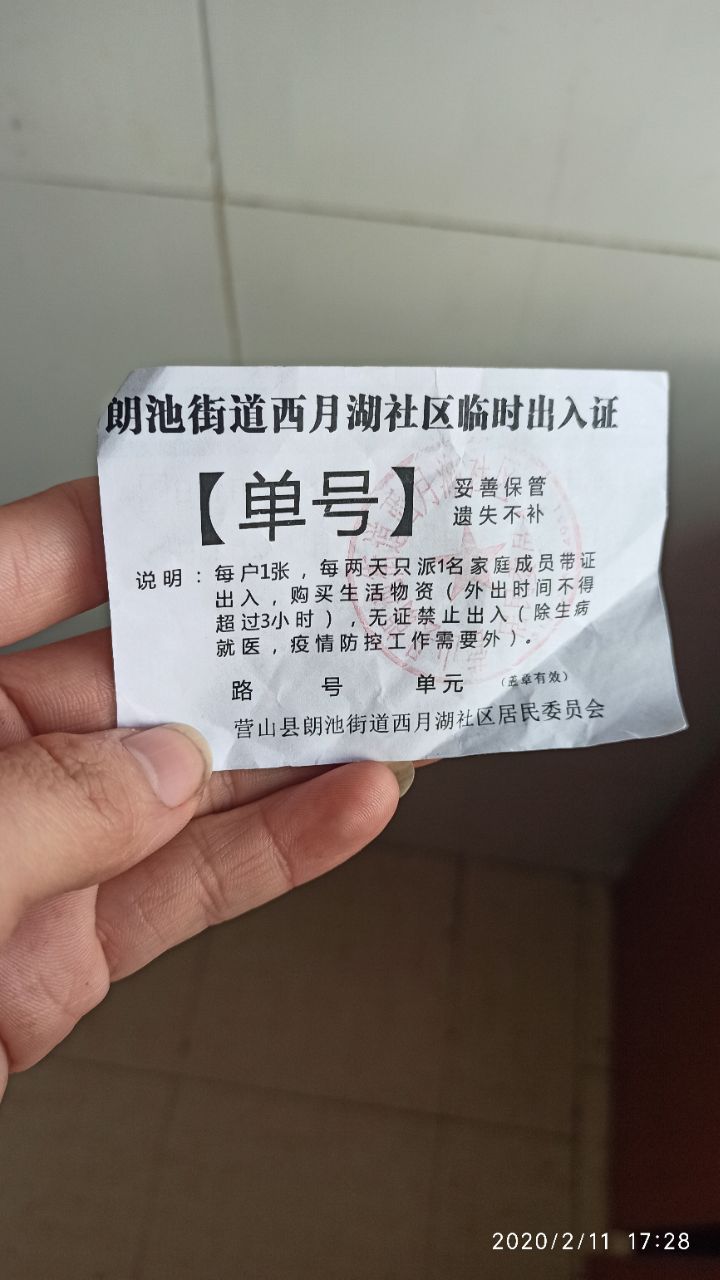 朗池街道西月湖社区临时出入证
【单号】
妥善保管
遗失不补
说明：每户1张，每两天只派1名家庭成员带证
出入，购买生活物资（外出时间不得
超过3小时），无证禁止出入（除生病
就医，疫情防控工作需要外）。
路 号 单元 （盖章有效）
营山县朗池街道西月湖社区居民委员会
2020/2/11 17:28